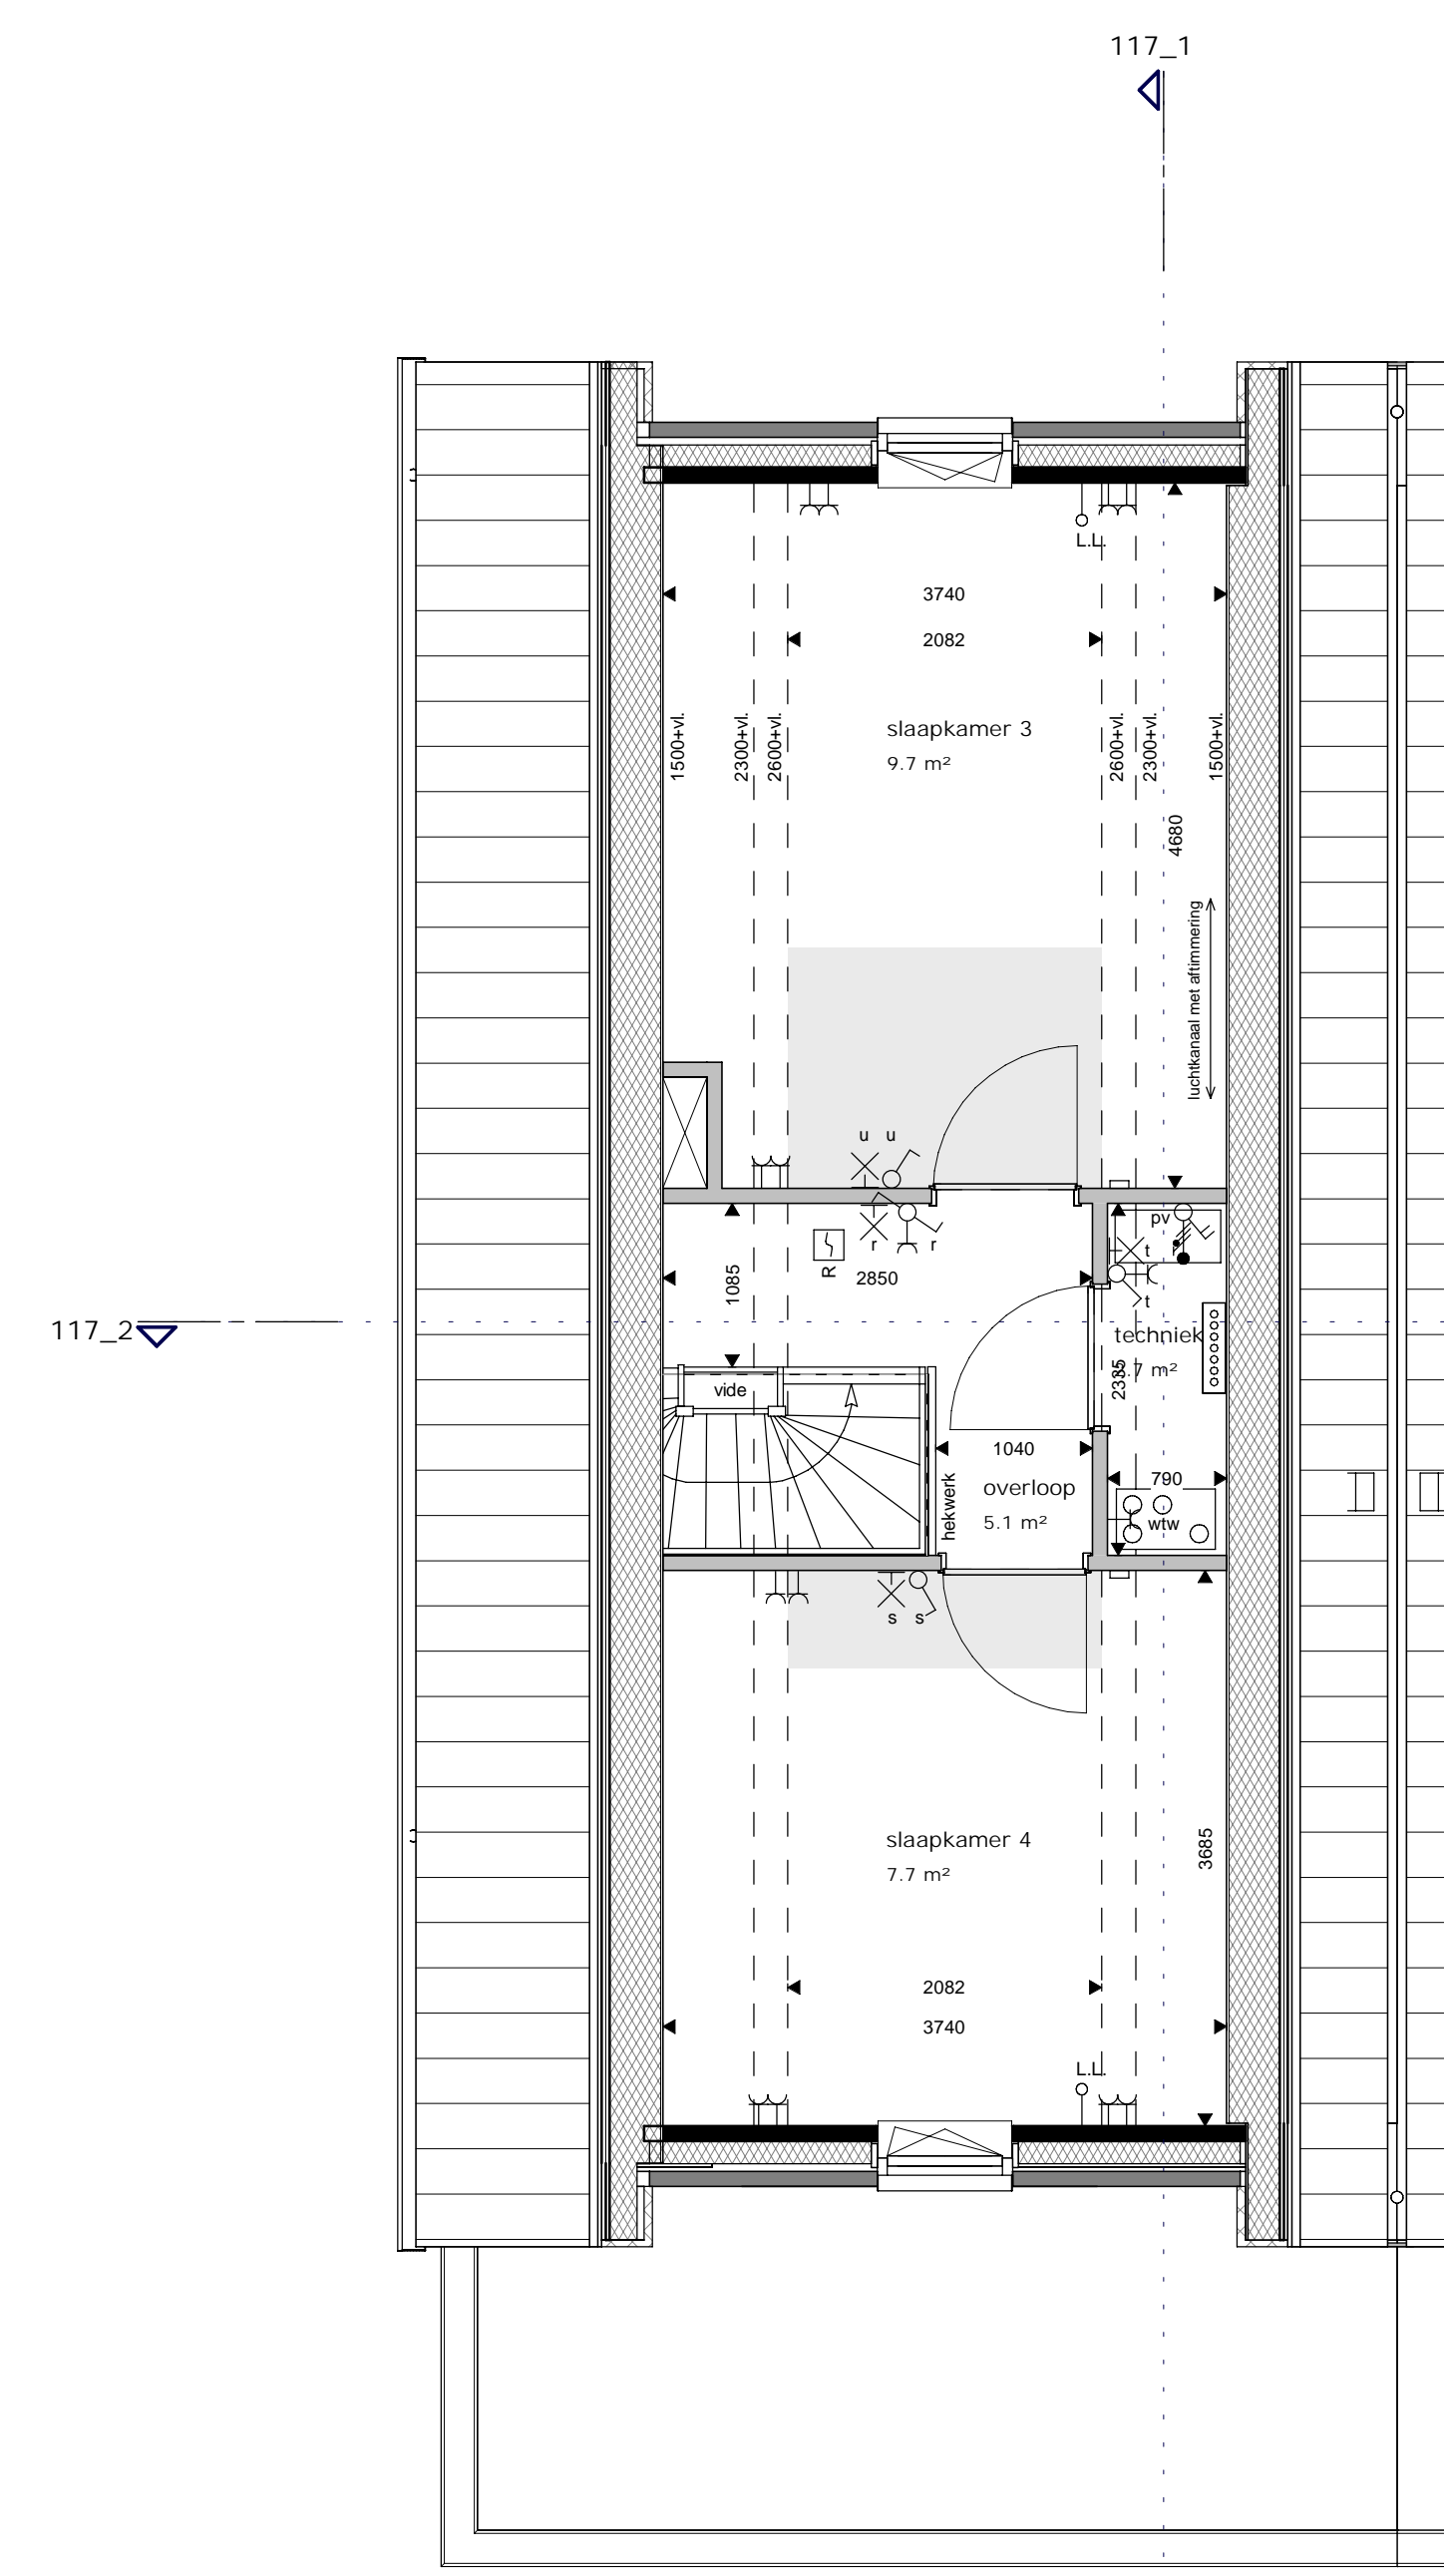 117_1
L.L.
3740
2082
1500+vl.
2300+vl.
2600+vl.
slaapkamer 3
9.7 m²
2600+vl.
2300+vl.
1500+vl.
4680
luchtkanaal met aftimmering
u u
r r
R
2850
1085
pv
t
t
117_2
techniek
2335
vide
1040
overloop
5.1 m²
hekwerk
790
wtw
s s
slaapkamer 4
7.7 m²
3685
2082
3740
L.L.